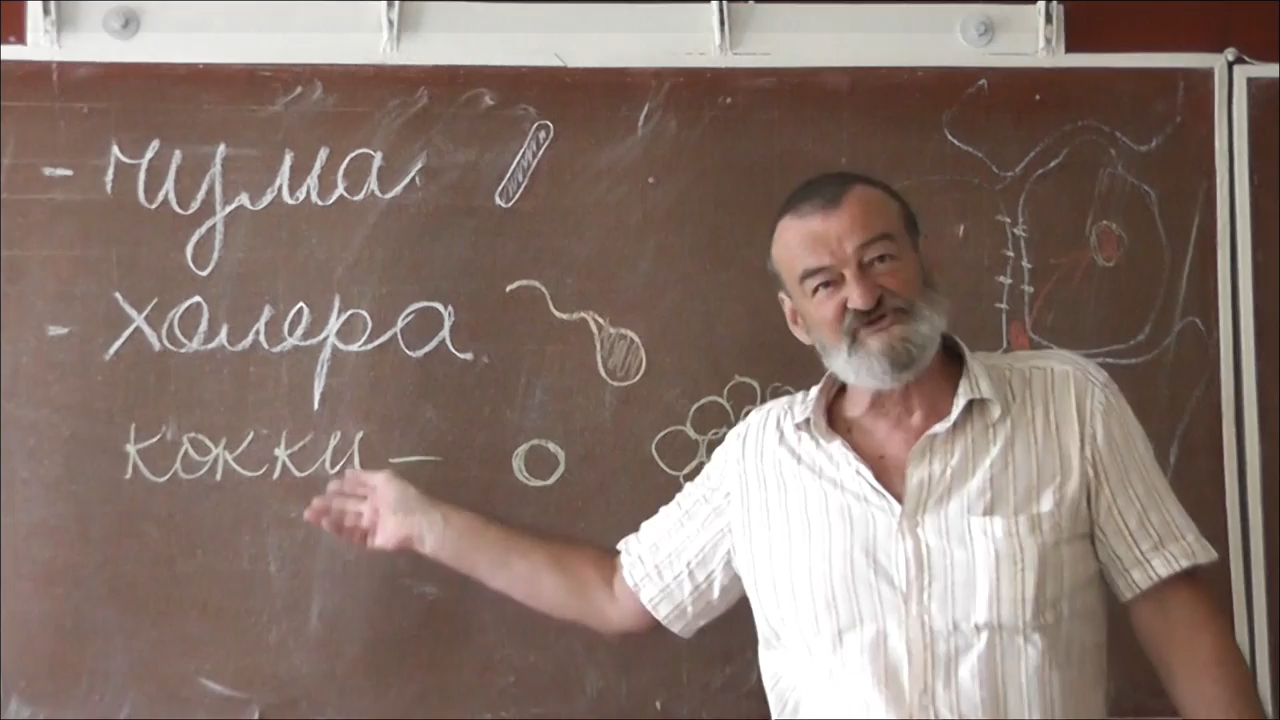 - чума
- холера
кокки -